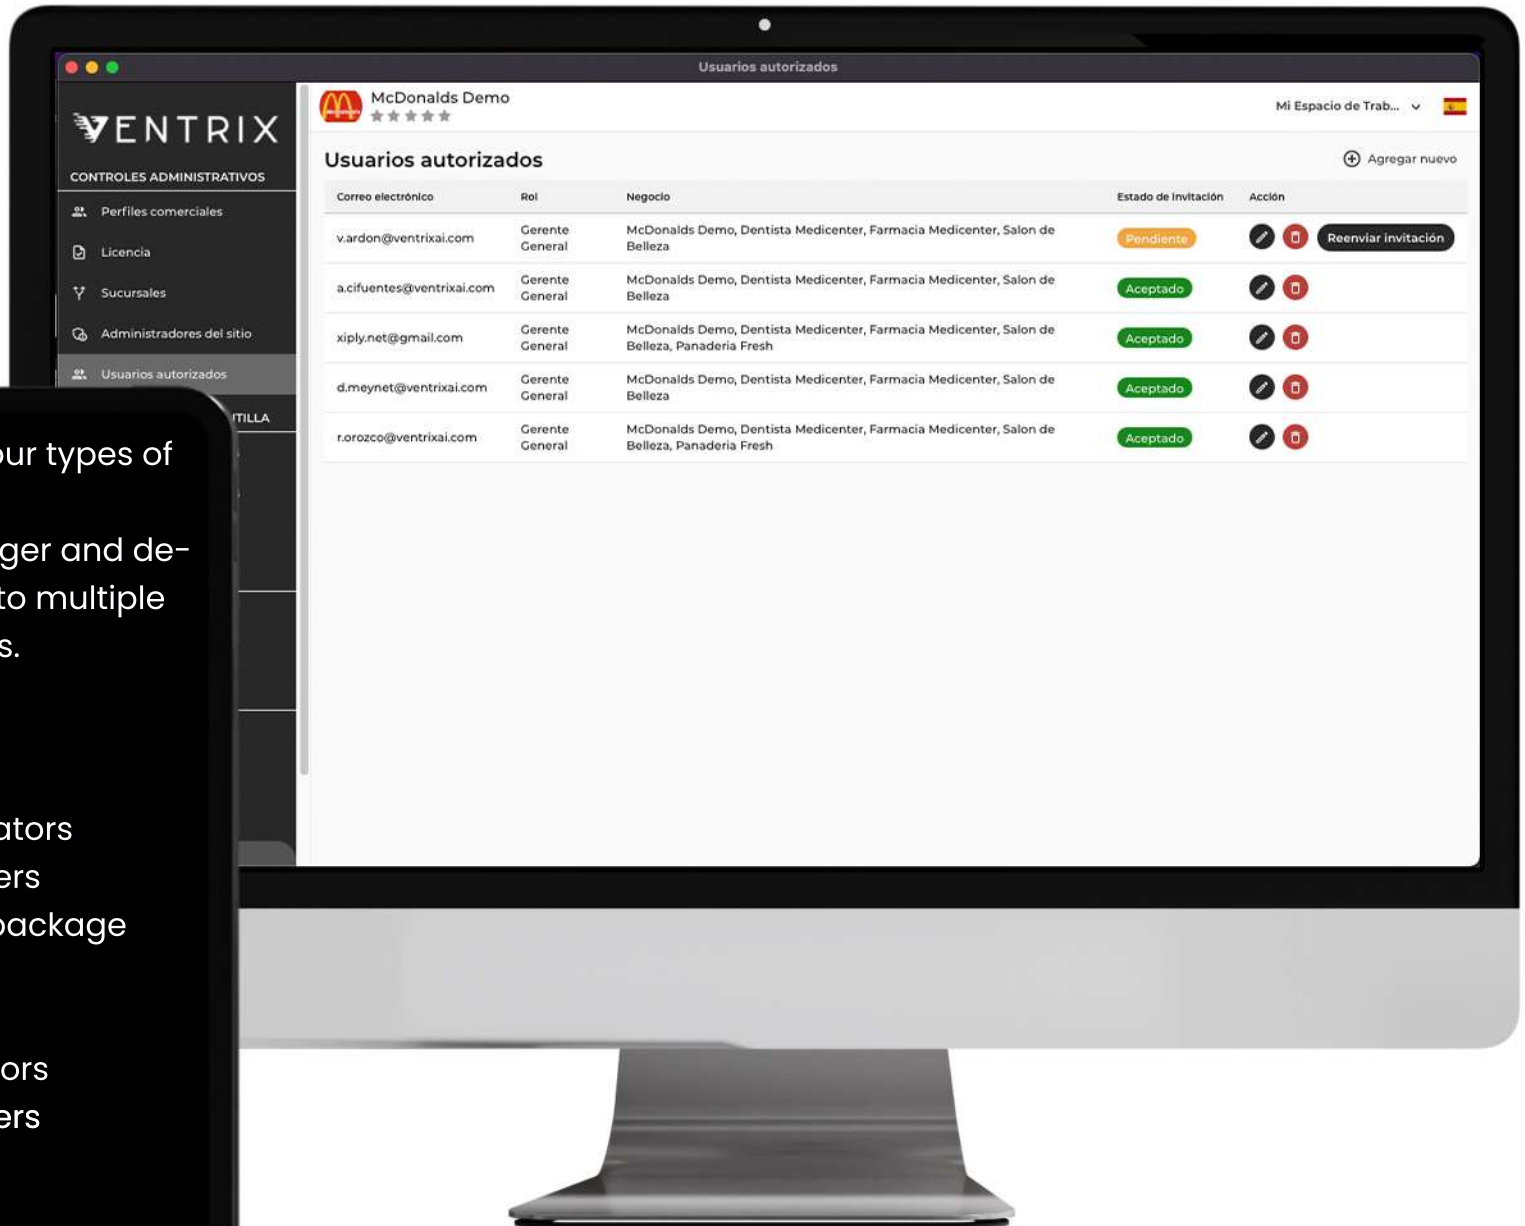 Usuarios autorizados
VENTRIX
McDonalds Demo
Mi Espacio de Trab...
CONTROLES ADMINISTRATIVOS
Perfiles comerciales
Licencia
Sucursales
Administradores del sitio
Usuarios autorizados
TILLA
Usuarios autorizados
Agregar nuevo
Correo electrónico Rol Negocio Estado de invitación Acción
v.ardon@ventrixai.com Gerente General McDonalds Demo, Dentista Medicenter, Farmacia Medicenter, Salon de Belleza Pendiente Reenviar invitación
a.cifuentes@ventrixai.com Gerente General McDonalds Demo, Dentista Medicenter, Farmacia Medicenter, Salon de Belleza Aceptado
xiply.net@gmail.com Gerente General McDonalds Demo, Dentista Medicenter, Farmacia Medicenter, Salon de Belleza, Panaderia Fresh Aceptado
d.meynet@ventrixai.com Gerente General McDonalds Demo, Dentista Medicenter, Farmacia Medicenter, Salon de Belleza Aceptado
r.orozco@ventrixai.com Gerente General McDonalds Demo, Dentista Medicenter, Farmacia Medicenter, Salon de Belleza, Panaderia Fresh Aceptado
our types of
ger and de-
to multiple
s.
ators
ers
package
ors
ers